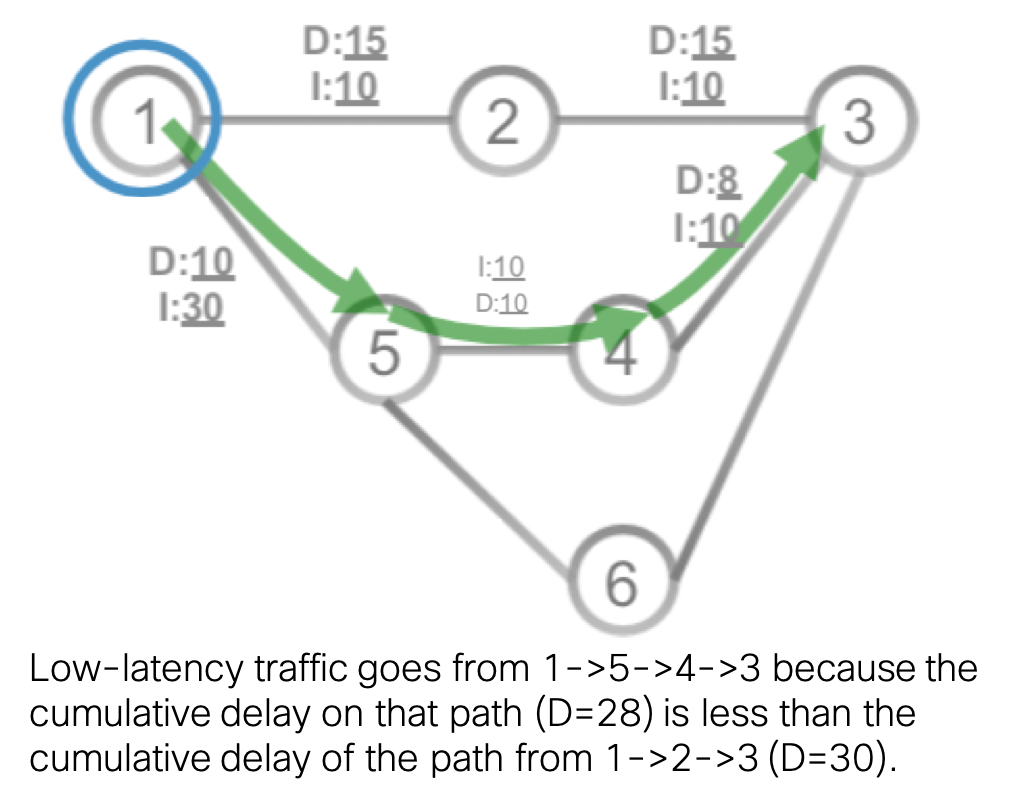 D:15
I:10
D:15
I:10
1
2
3
D:8
I:10
D:10
I:30
I:10
D:10
5
4
6
Low-latency traffic goes from 1->5->4->3 because the
cumulative delay on that path (D=28) is less than the
cumulative delay of the path from 1->2->3 (D=30).